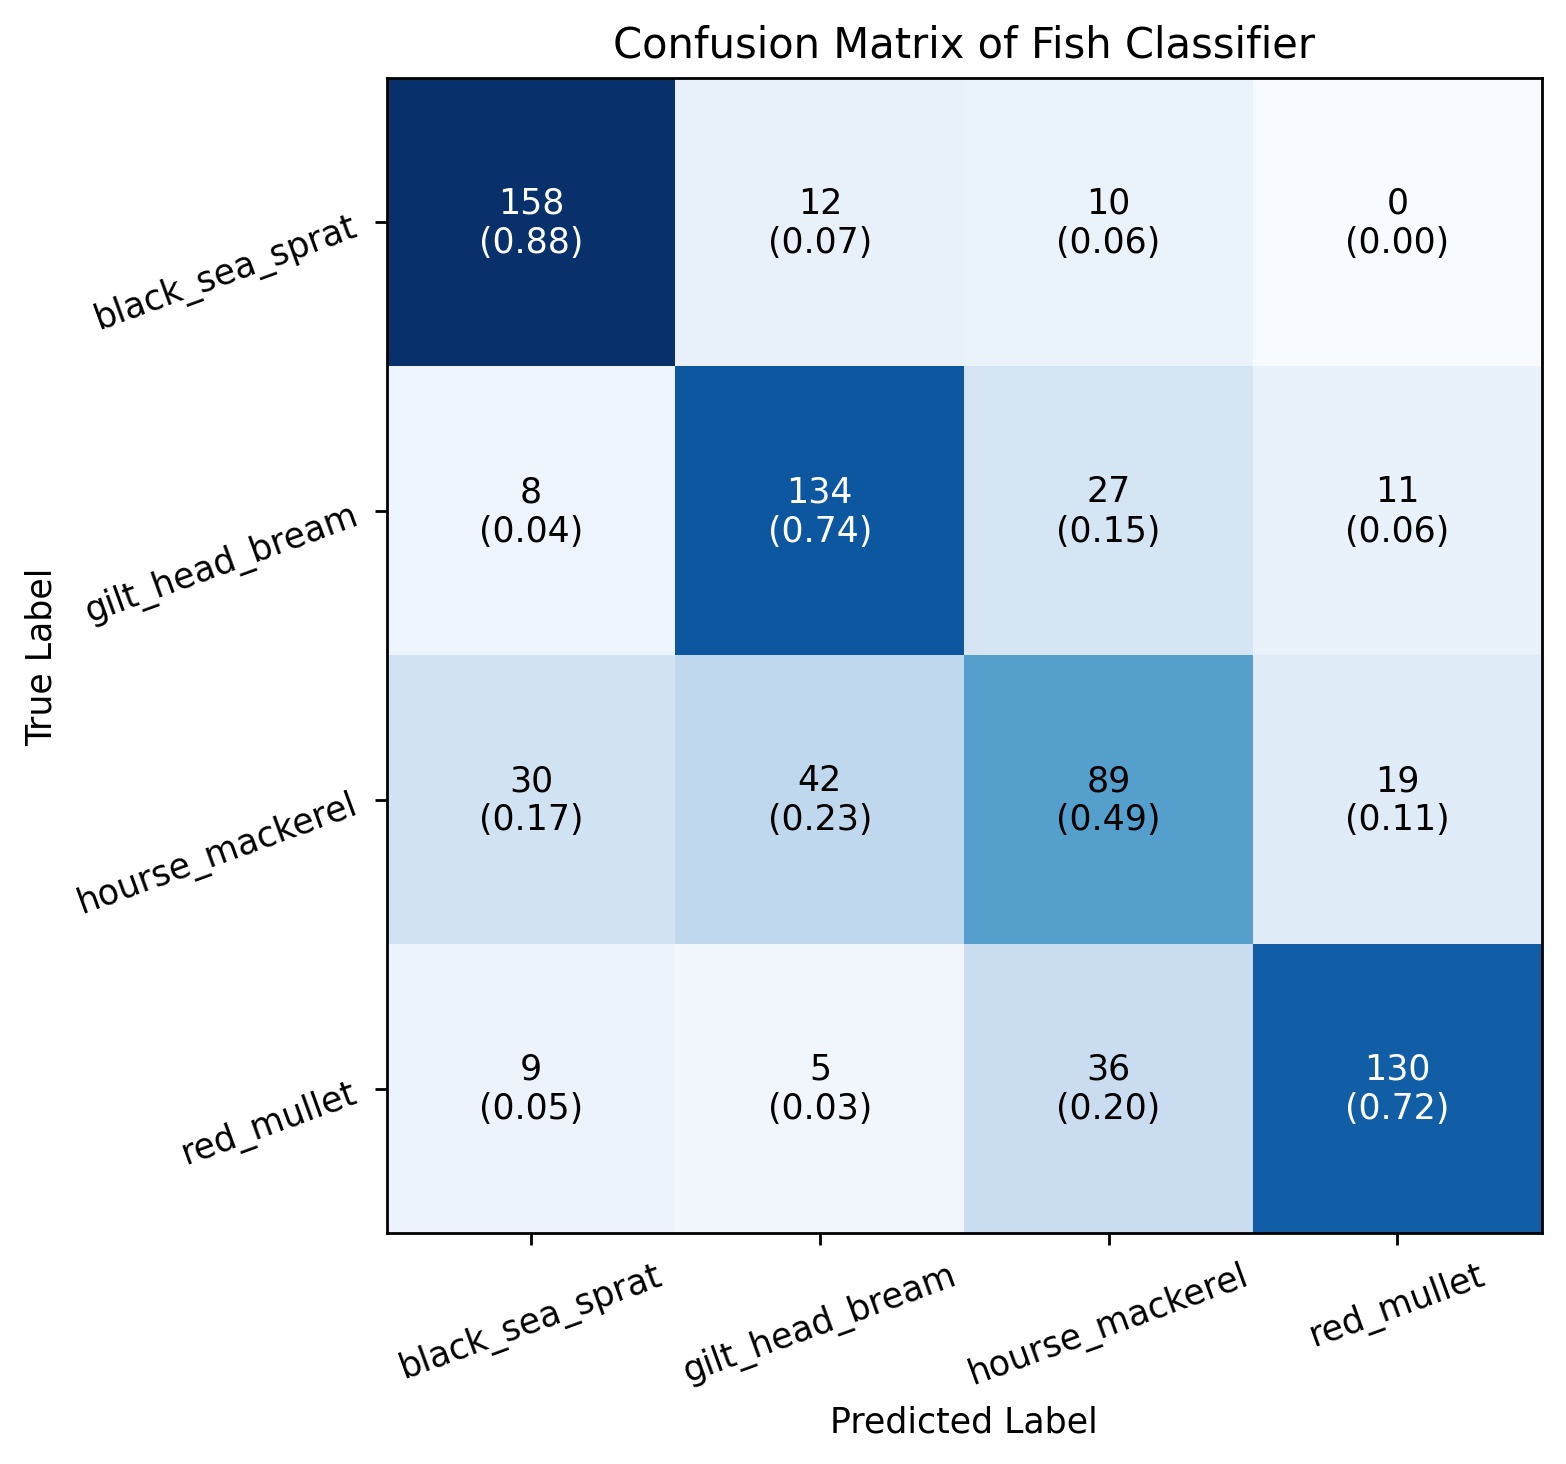 Confusion Matrix of Fish Classifier
True Label
black_sea_sprat
158
(0.88)
12
(0.07)
10
(0.06)
0
(0.00)
gilt_head_bream
8
(0.04)
134
(0.74)
27
(0.15)
11
(0.06)
hourse_mackerel
30
(0.17)
42
(0.23)
89
(0.49)
19
(0.11)
red_mullet
9
(0.05)
5
(0.03)
36
(0.20)
130
(0.72)
black_sea_sprat
gilt_head_bream
hourse_mackerel
red_mullet
Predicted Label